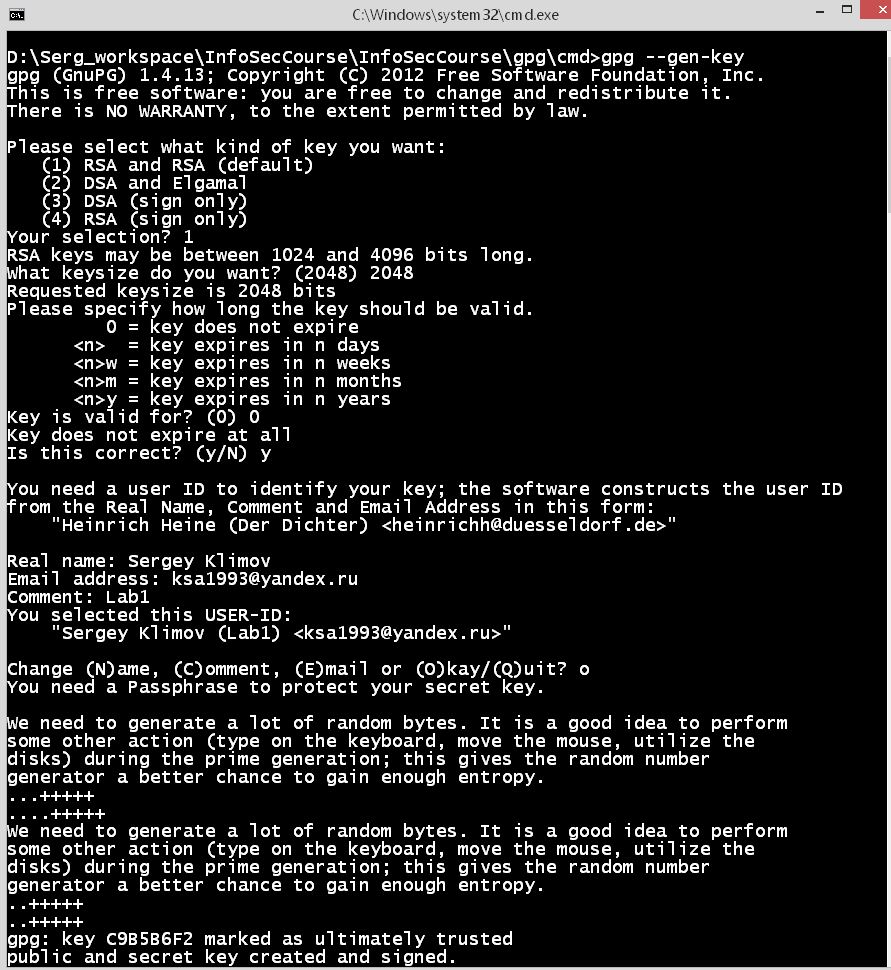 C:\Windows\system32\cmd.exe
D:\Serg_workspace\InfoSecCourse\InfoSecCourse\gpg\cmd>gpg --gen-key
gpg (GnuPG) 1.4.13; Copyright (C) 2012 Free Software Foundation, Inc.
This is free software: you are free to change and redistribute it.
There is NO WARRANTY, to the extent permitted by law.

Please select what kind of key you want:
   (1) RSA and RSA (default)
   (2) DSA and Elgamal
   (3) DSA (sign only)
   (4) RSA (sign only)
Your selection? 1
RSA keys may be between 1024 and 4096 bits long.
What keysize do you want? (2048) 2048
Requested keysize is 2048 bits
Please specify how long the key should be valid.
         0 = key does not expire
      <n>  = key expires in n days
      <n>w = key expires in n weeks
      <n>m = key expires in n months
      <n>y = key expires in n years
Key is valid for? (0) 0
Key does not expire at all
Is this correct? (y/N) y

You need a user ID to identify your key; the software constructs the user ID
from the Real Name, Comment and Email Address in this form:
    "Heinrich Heine (Der Dichter) <heinrichh@duesseldorf.de>"

Real name: Sergey Klimov
Email address: ksa1993@yandex.ru
Comment: Lab1
You selected this USER-ID:
    "Sergey Klimov (Lab1) <ksa1993@yandex.ru>"

Change (N)ame, (C)omment, (E)mail or (O)kay/(Q)uit? o
You need a Passphrase to protect your secret key.

We need to generate a lot of random bytes. It is a good idea to perform
some other action (type on the keyboard, move the mouse, utilize the
disks) during the prime generation; this gives the random number
generator a better chance to gain enough entropy.
...+++++
....+++++
We need to generate a lot of random bytes. It is a good idea to perform
some other action (type on the keyboard, move the mouse, utilize the
disks) during the prime generation; this gives the random number
generator a better chance to gain enough entropy.
..+++++
..+++++
gpg: key C9B5B6F2 marked as ultimately trusted
public and secret key created and signed.